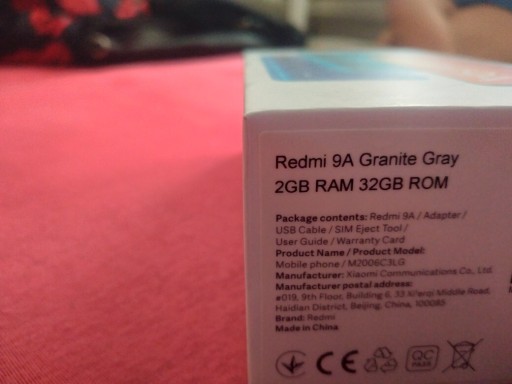 Redmi 9A Granite Gray
2GB RAM 32GB ROM
Package contents: Redmi 9A / Adapter /
USB Cable / SIM Eject Tool /
User Guide / Warranty Card
Product Name / Product Model:
Mobile phone / M2006C3LG
Manufacturer: Xiaomi Communications Co., Ltd.
Manufacturer postal address:
#019, 9th Floor, Building 6, 33 Xi'erqi Middle Road,
Haidian District, Beijing, China, 100085
Brand: Redmi
Made in China
CE
QC
PASS